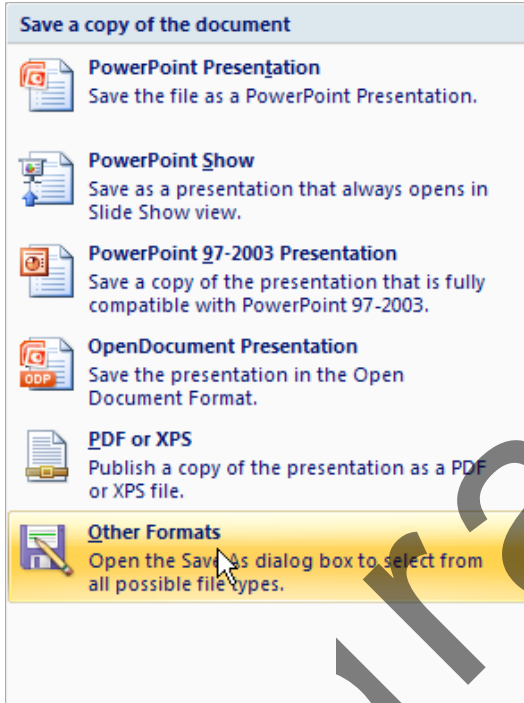 Save a copy of the document
PowerPoint Presentation
Save the file as a PowerPoint Presentation.
PowerPoint Show
Save as a presentation that always opens in
Slide Show view.
PowerPoint 97-2003 Presentation
Save a copy of the presentation that is fully
compatible with PowerPoint 97-2003.
OpenDocument Presentation
Save the presentation in the Open
Document Format.
ODP
PDF or XPS
Publish a copy of the presentation as a PDF
or XPS file.
Other Formats
Open the Save As dialog box to select from
all possible file types.